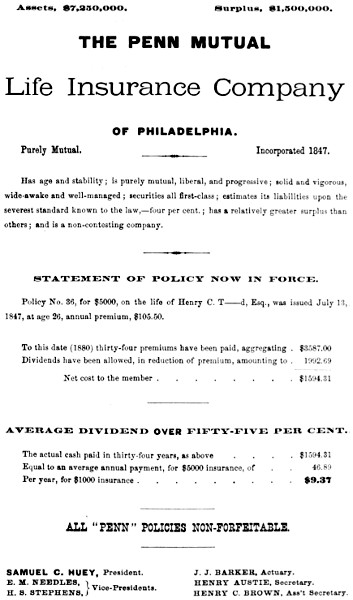 Assets, $7,250,000. Surplus, $1,500,000.
THE PENN MUTUAL
Life Insurance Company
OF PHILADELPHIA.
Purely Mutual. Incorporated 1847.
Has age and stability; is purely mutual, liberal, and progressive; solid and vigorous,
wide-awake and well-managed; securities all first-class; estimates its liabilities upon the
severest standard known to the law,—four per cent.; has a relatively greater surplus than
others; and is a non-contesting company.
STATEMENT OF POLICY NOW IN FORCE.
Policy No. 36, for $5000, on the life of Henry C. T——d, Esq., was issued July 13,
1847, at age 26, annual premium, $105.50.
To this date (1880) thirty-four premiums have been paid, aggregating . $3587.00
Dividends have been allowed, in reduction of premium, amounting to . 1992.69
Net cost to the member . . . . . . . $1594.31
AVERAGE DIVIDEND OVER FIFTY-FIVE PER CENT.
The actual cash paid in thirty-four years, as above . . . . $1594.31
Equal to an average annual payment, for $5000 insurance, of . . 46.89
Per year, for $1000 insurance . . . . . . . . $9.37
ALL "PENN" POLICIES NON-FORFEITABLE.
SAMUEL C. HUEY, President. J. J. BARKER, Actuary.
E. M. NEEDLES, } Vice-Presidents. HENRY AUSTIE, Secretary.
H. S. STEPHENS, HENRY C. BROWN, Ass't Secretary.